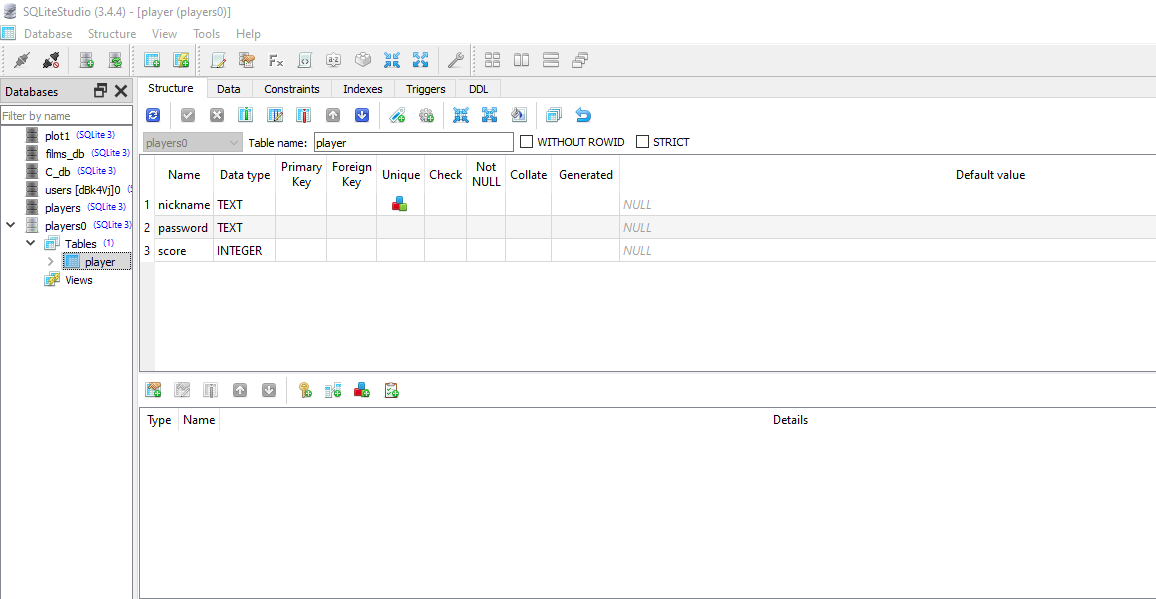 SQLiteStudio (3.4.4) - [player (players0)]
Database Structure View Tools Help
Databases
Filter by name
plot1 (SQLite 3)
films_db (SQLite 3)
C_db (SQLite 3)
users [dBk4Vj]0
players (SQLite 3)
players0 (SQLite 3)
Tables (1)
player
Views
Structure Data Constraints Indexes Triggers DDL
players0 Table name: player WITHOUT ROWID STRICT
Name Data type Primary Key Foreign Key Unique Check Not NULL Collate Generated Default value
1 nickname TEXT NULL
2 password TEXT NULL
3 score INTEGER NULL
Type Name Details